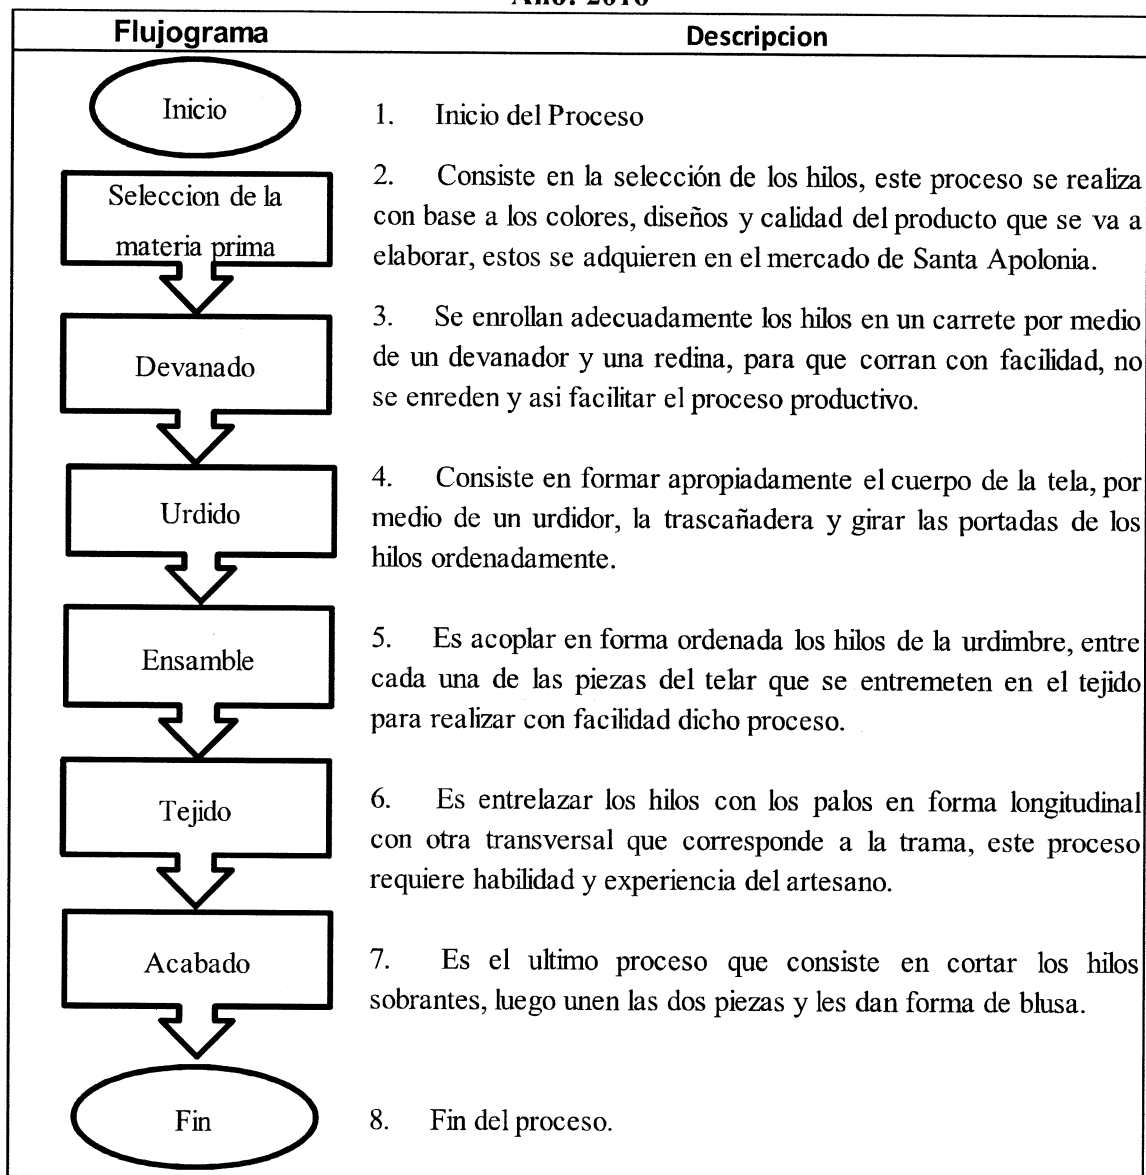 Flujograma
Descripcion
Inicio
1. Inicio del Proceso
Seleccion de la
materia prima
2. Consiste en la selección de los hilos, este proceso se realiza
con base a los colores, diseños y calidad del producto que se va a
elaborar, estos se adquieren en el mercado de Santa Apolonia.
Devanado
3. Se enrollan adecuadamente los hilos en un carrete por medio
de un devanador y una redina, para que corran con facilidad, no
se enreden y asi facilitar el proceso productivo.
Urdido
4. Consiste en formar apropiadamente el cuerpo de la tela, por
medio de un urdidor, la trascañadera y girar las portadas de los
hilos ordenadamente.
Ensamble
5. Es acoplar en forma ordenada los hilos de la urdimbre, entre
cada una de las piezas del telar que se entremeten en el tejido
para realizar con facilidad dicho proceso.
Tejido
6. Es entrelazar los hilos con los palos en forma longitudinal
con otra transversal que corresponde a la trama, este proceso
requiere habilidad y experiencia del artesano.
Acabado
7. Es el ultimo proceso que consiste en cortar los hilos
sobrantes, luego unen las dos piezas y les dan forma de blusa.
Fin
8. Fin del proceso.